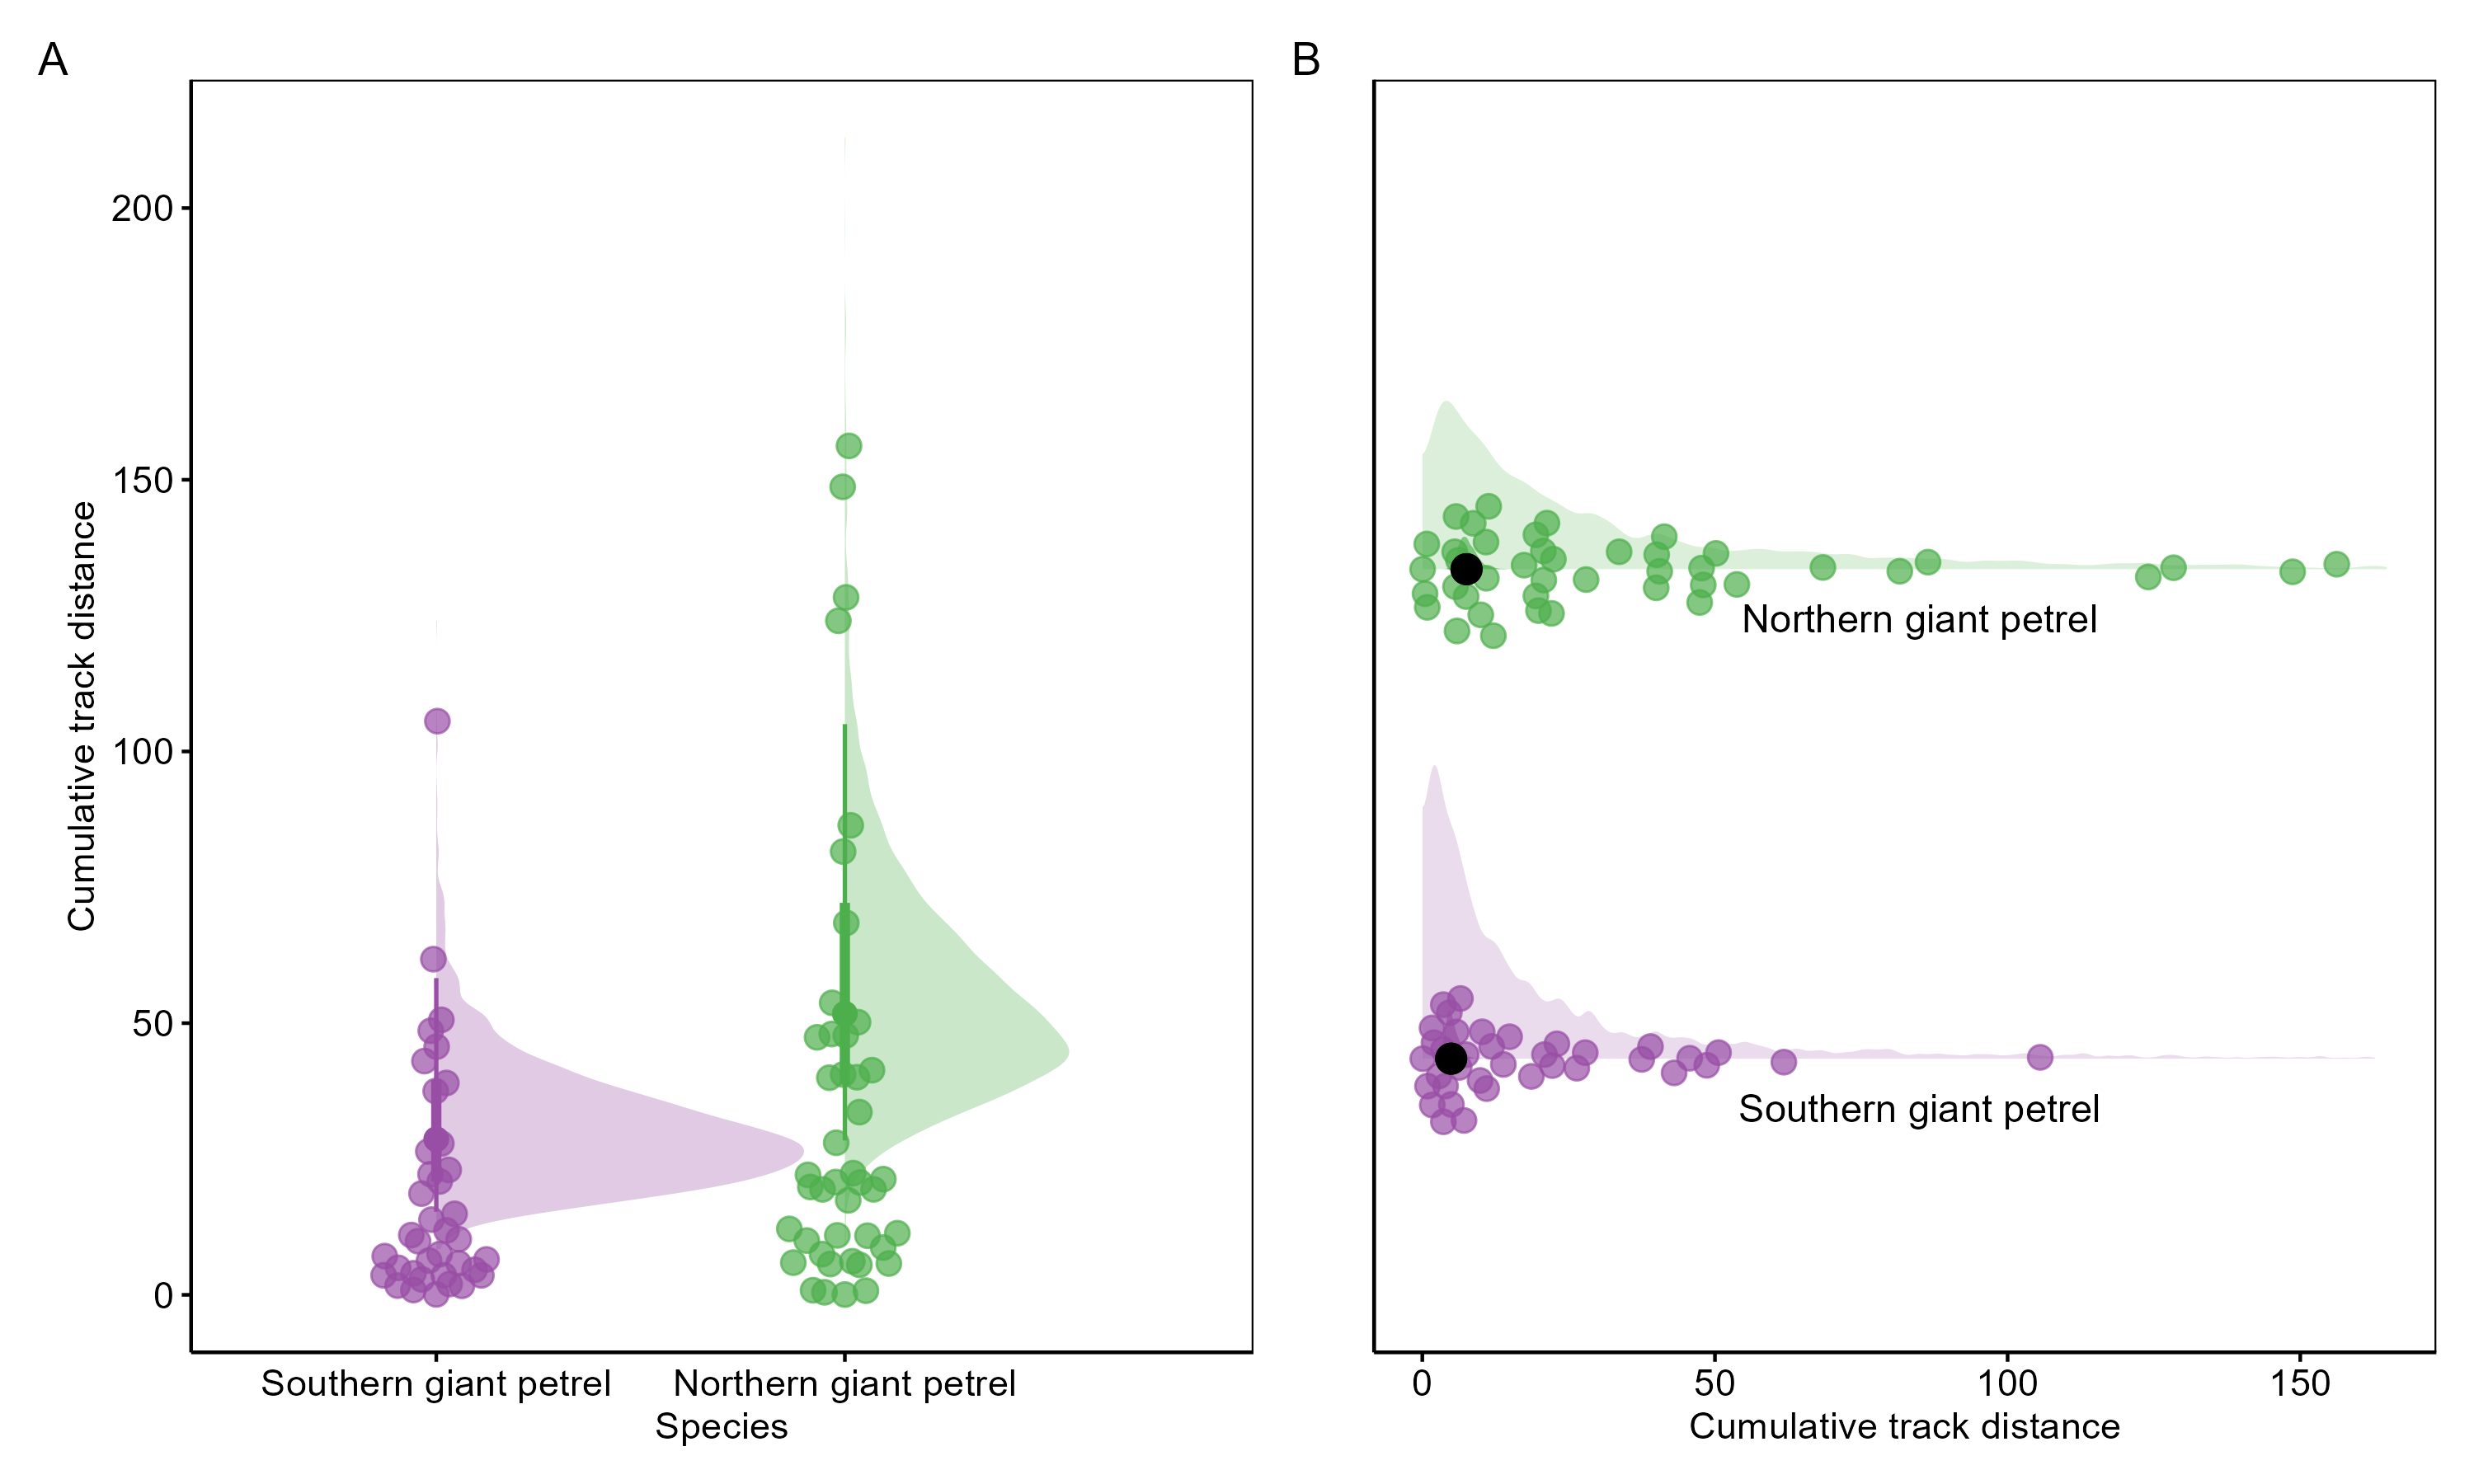 A
Cumulative track distance
200
150
100
50
0
Southern giant petrel
Northern giant petrel
Species
B
Northern giant petrel
Southern giant petrel
0
50
100
150
Cumulative track distance